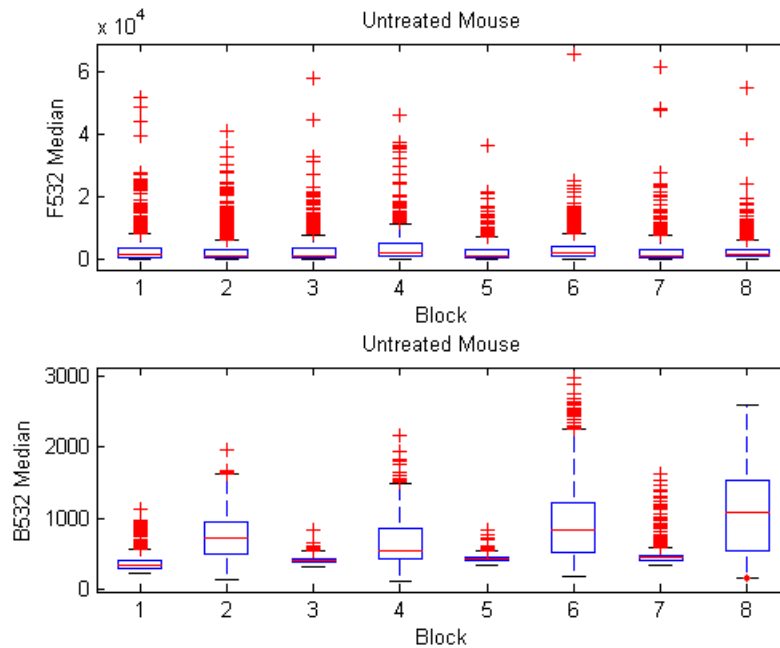 x 10^4
Untreated Mouse
F532 Median
6
4
2
0
1 2 3 4 5 6 7 8
Block
Untreated Mouse
B532 Median
3000
2000
1000
0
1 2 3 4 5 6 7 8
Block